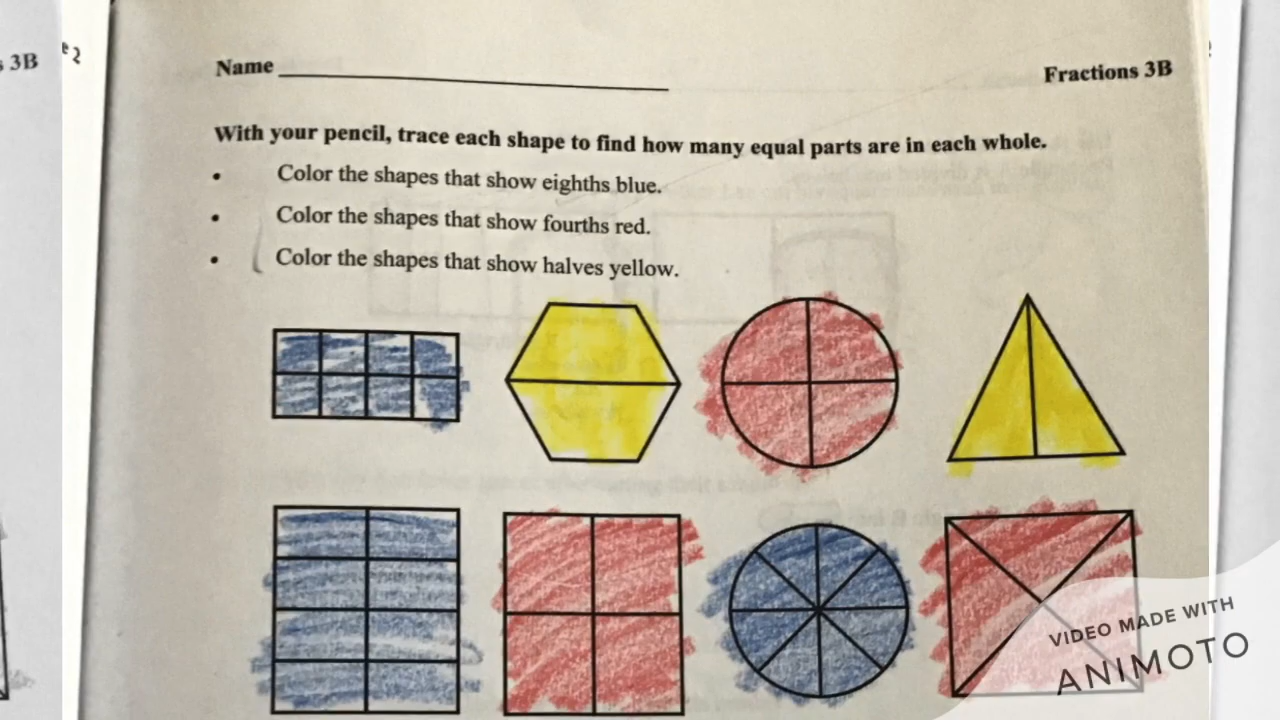 s 3B
Name
Fractions 3B
With your pencil, trace each shape to find how many equal parts are in each whole.
• Color the shapes that show eighths blue.
• Color the shapes that show fourths red.
• Color the shapes that show halves yellow.
VIDEO MADE WITH
ANIMOTO